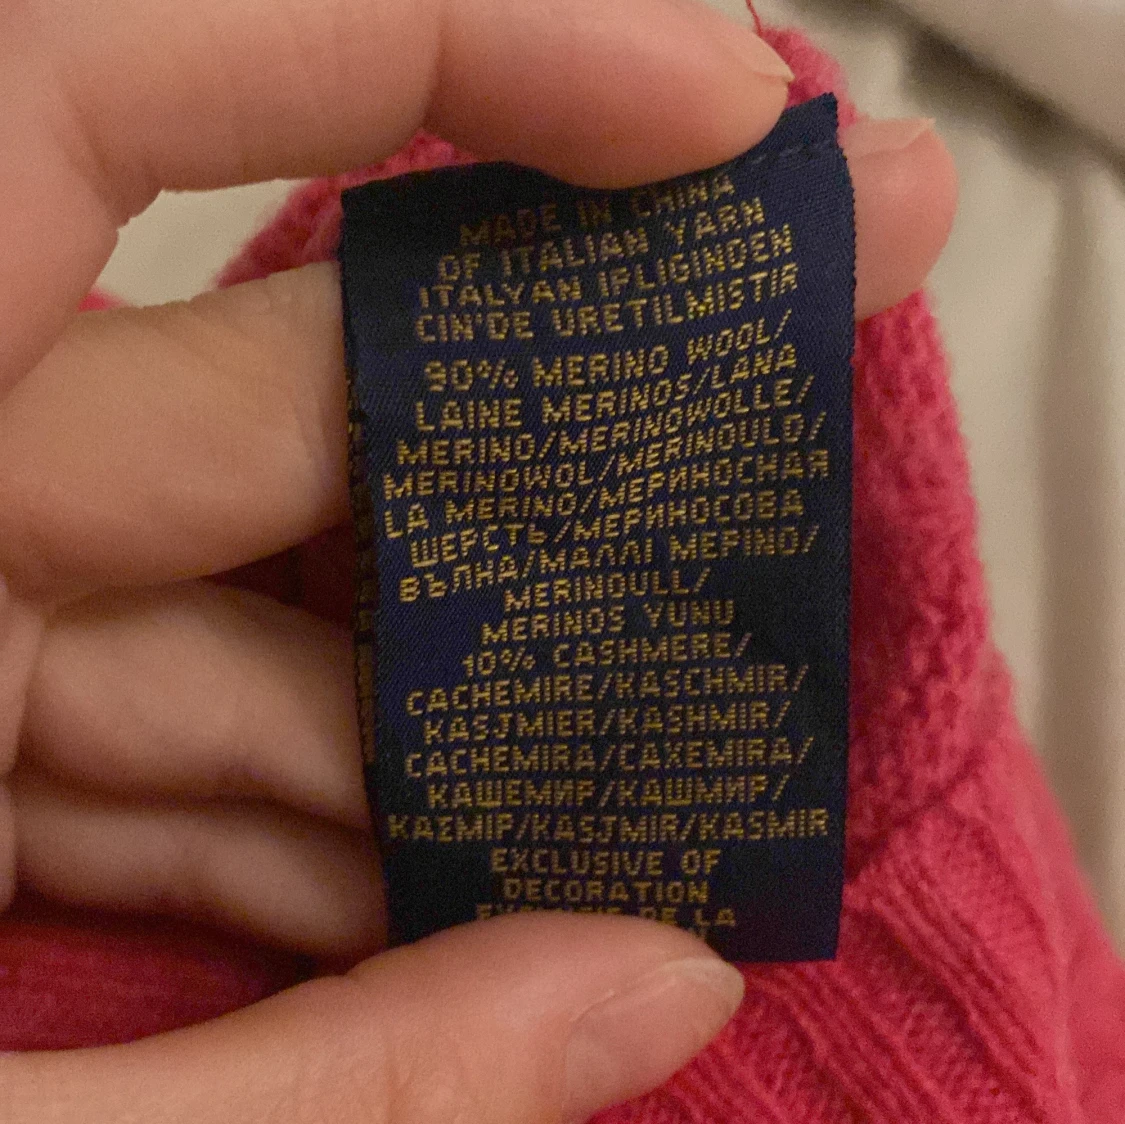 MADE IN CHINA
OF ITALIAN YARN
ITALYAN IPLIGINDEN
CIN'DE URETILMISTIR
90% MERINO WOOL/
LAINE MERINOS/LANA
MERINO/MERINOWOLLE/
MERINOWOL/MERINOULD/
LA MERINO/МЕРИНОСНАЯ
ШЕРСТЬ/МЕРИНОСОВА
ВЪЛНА/ΜΑΛΛΙ ΜΕΡΙΝΟ/
MERINOULL/
MERINOS YUNU
10% CASHMERE/
CACHEMIRE/KASCHMIR/
KASJMIER/KASHMIR/
CACHEMIRA/CAXEMIRA/
КАШЕМИР/КАШМИР/
ΚΑΣΜΙΡ/KASJMIR/KASMIR
EXCLUSIVE OF
DECORATION
DE LA